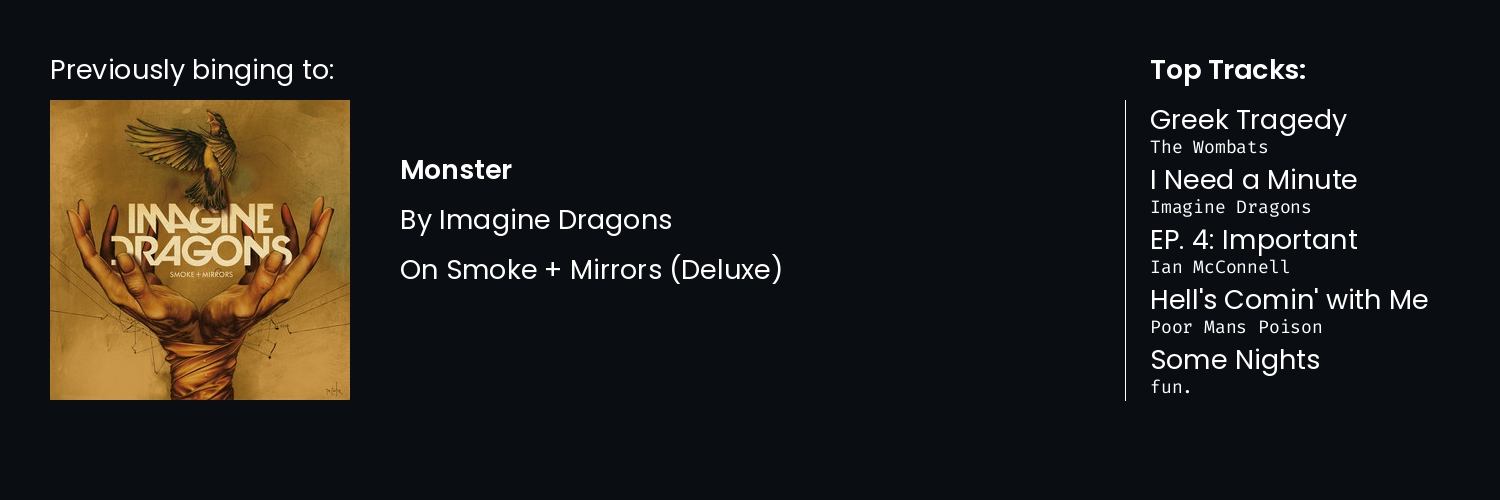 Previously binging to:
IMAGINE
DRAGONS
SMOKE + MIRRORS
Monster
By Imagine Dragons
On Smoke + Mirrors (Deluxe)
Top Tracks:
Greek Tragedy
The Wombats
I Need a Minute
Imagine Dragons
EP. 4: Important
Ian McConnell
Hell's Comin' with Me
Poor Mans Poison
Some Nights
fun.